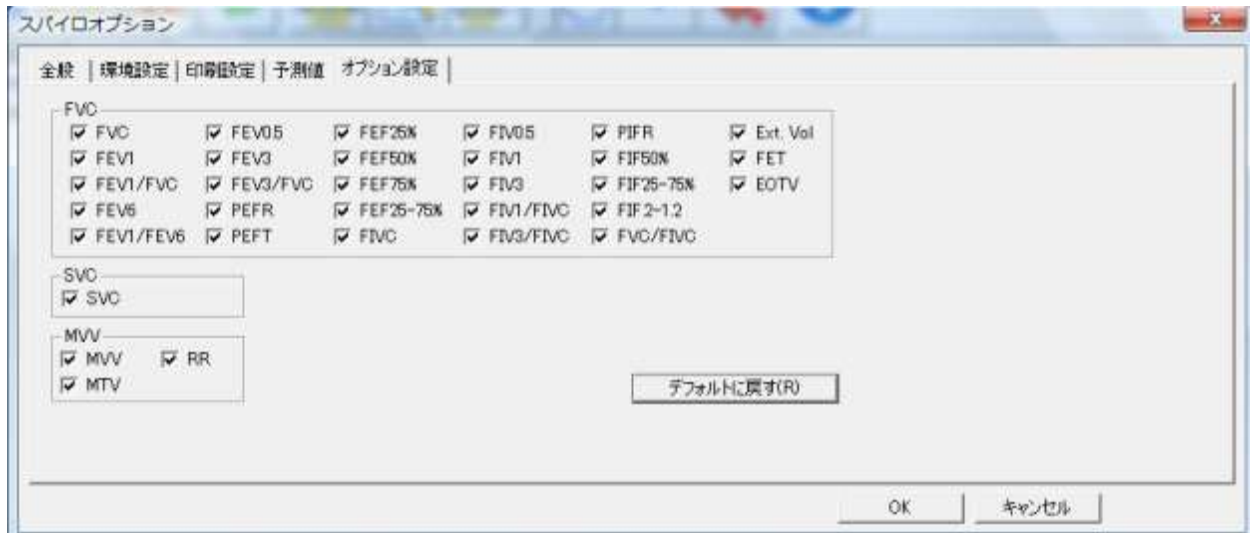 スパイロオプション
全般 環境設定 印刷設定 予測値 オプション設定
FVC
FVC FEV0.5 FEF25% FIV0.5 PIFR Ext. Vol
FEV1 FEV3 FEF50% FIV1 FIF50% FET
FEV1/FVC FEV3/FVC FEF75% FIV3 FIF25-75% EOTV
FEV6 PEFR FEF25-75% FIV1/FIVC FIF2-1.2
FEV1/FEV6 PEFT FIVC FIV3/FIVC FVC/FIVC
SVC
SVC
MVV
MVV RR
MTV
デフォルトに戻す(R)
OK キャンセル